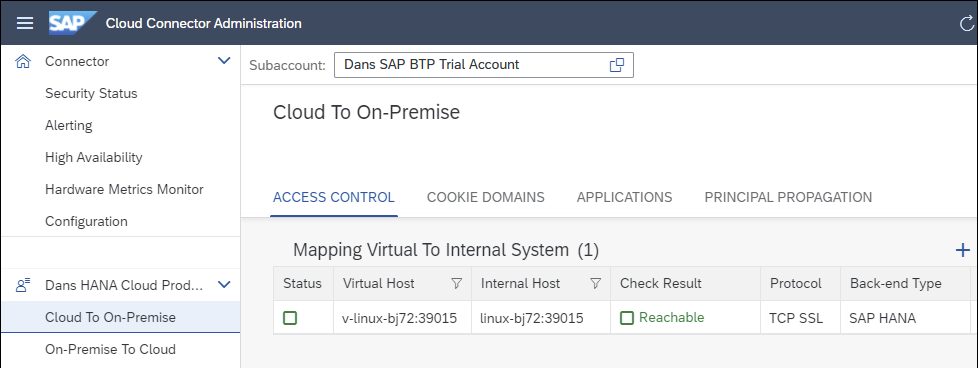 SAP Cloud Connector Administration
Connector
Security Status
Alerting
High Availability
Hardware Metrics Monitor
Configuration
Dans HANA Cloud Prod...
Cloud To On-Premise
On-Premise To Cloud
Subaccount: Dans SAP BTP Trial Account
Cloud To On-Premise
ACCESS CONTROL COOKIE DOMAINS APPLICATIONS PRINCIPAL PROPAGATION
Mapping Virtual To Internal System (1)
Status Virtual Host Internal Host Check Result Protocol Back-end Type
v-linux-bj72:39015 linux-bj72:39015 Reachable TCP SSL SAP HANA